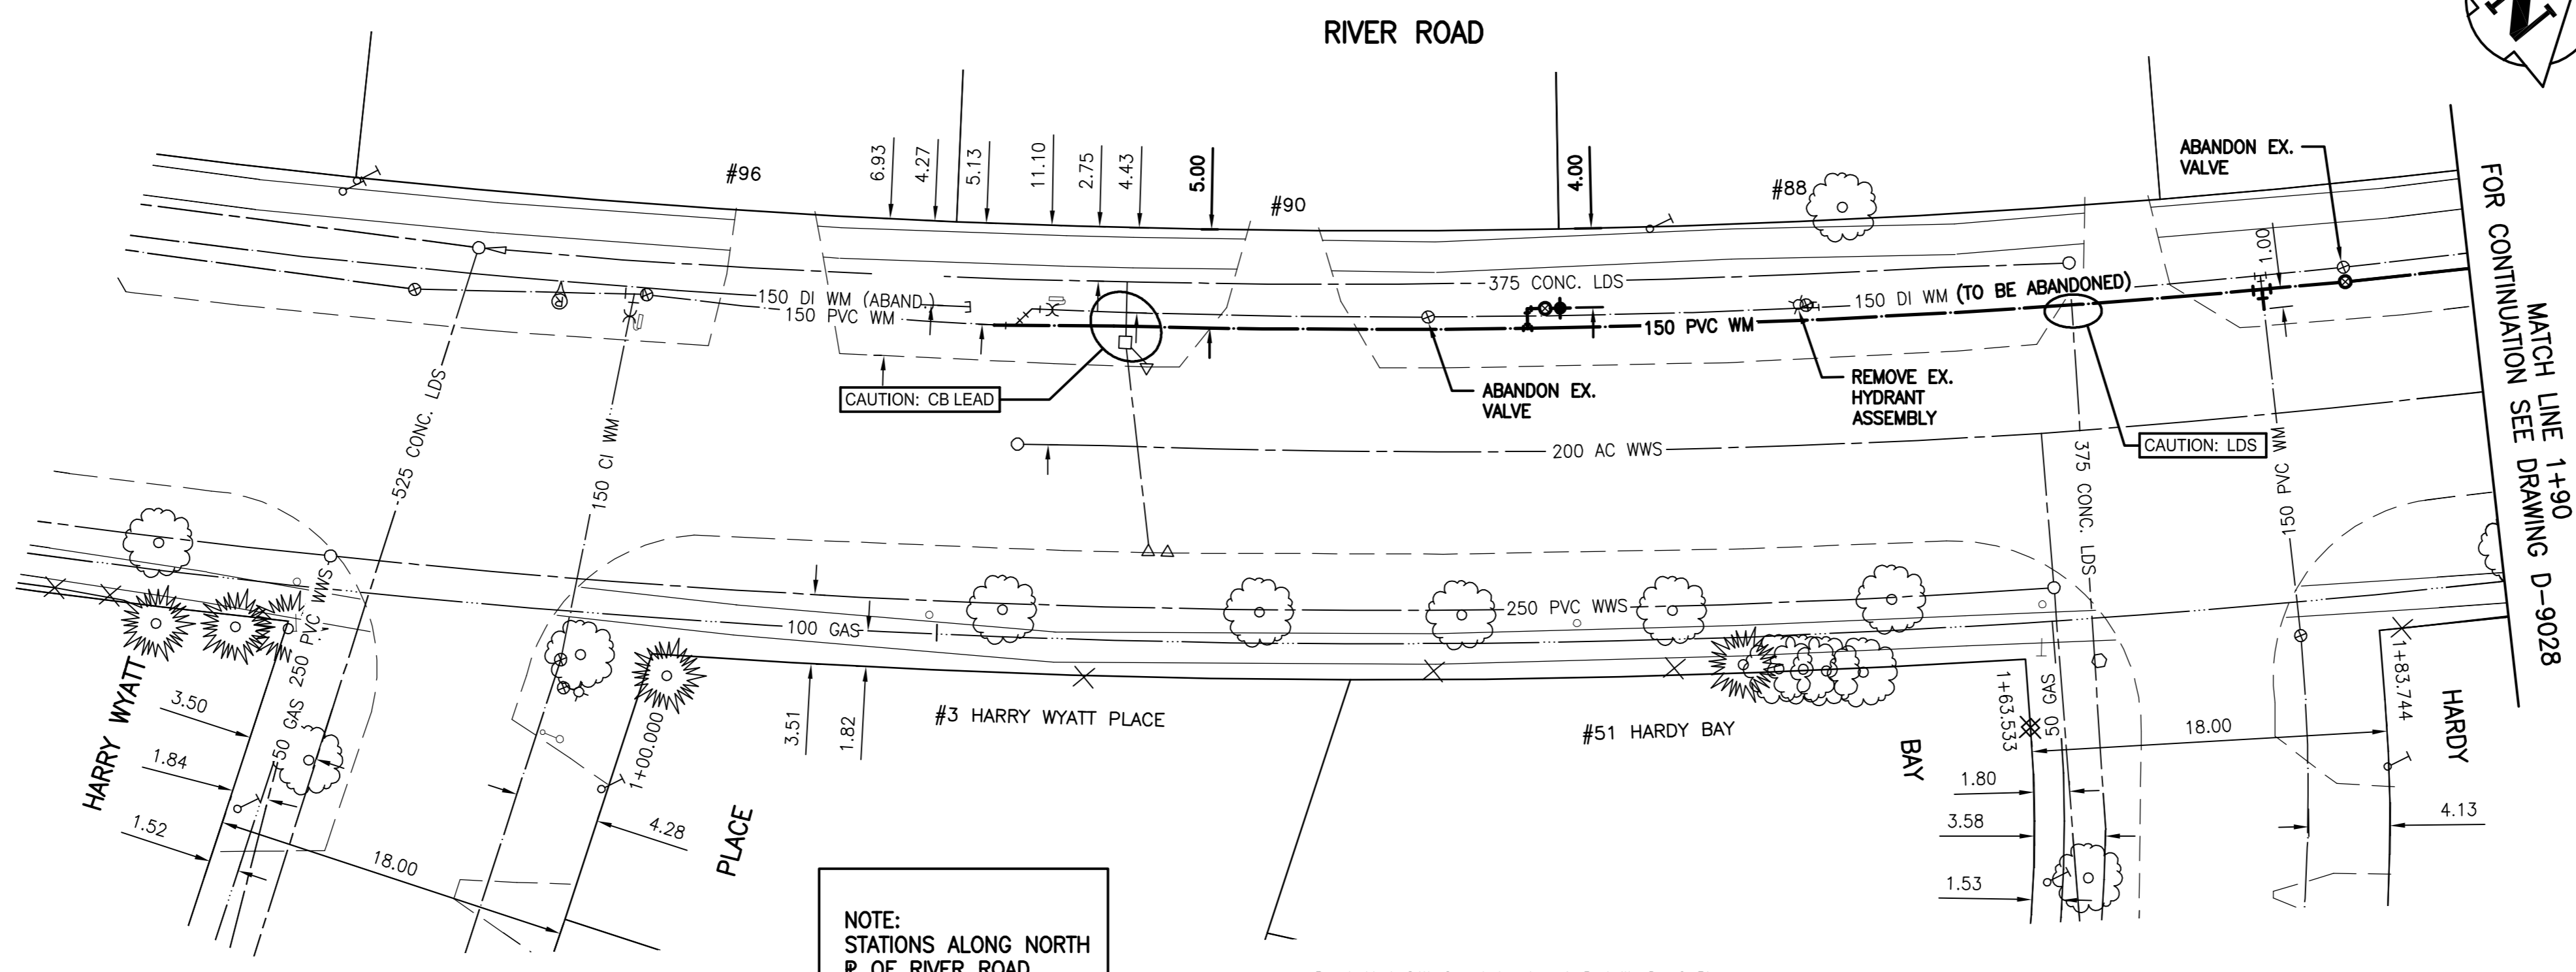 RIVER ROAD
N
ABANDON EX.
VALVE
#96
6.93
4.27
5.13
11.10
2.75
4.43
5.00
#90
4.00
#88
1.00
FOR CONTINUATION SEE DRAWING D-9028
MATCH LINE 1+90
375 CONC. LDS
150 DI WM (ABAND.)
150 PVC WM
150 DI WM (TO BE ABANDONED)
150 PVC WM
CAUTION: CB LEAD
ABANDON EX.
VALVE
REMOVE EX.
HYDRANT
ASSEMBLY
CAUTION: LDS
525 CONC. LDS
150 CI WM
200 AC WWS
375 CONC. LDS
150 PVC WM
250 PVC WWS
100 GAS
50 GAS
250 PVC WWS
HARRY WYATT
PLACE
3.50
1.84
1.52
18.00
1+00.000
4.28
3.51
1.82
#3 HARRY WYATT PLACE
#51 HARDY BAY
BAY
1+63.533
50 GAS
1+83.744
HARDY
18.00
1.80
3.58
1.53
4.13
NOTE:
STATIONS ALONG NORTH
℄ OF RIVER ROAD